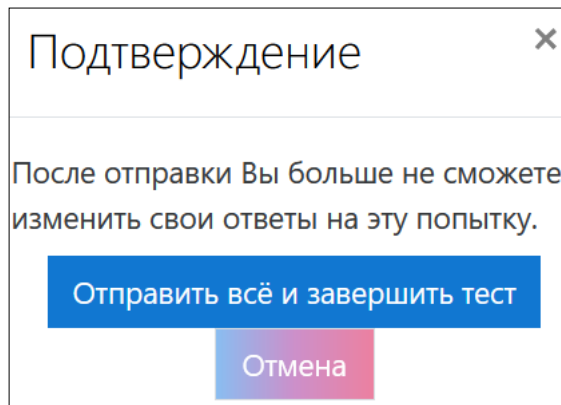 Подтверждение ×
После отправки Вы больше не сможете
изменить свои ответы на эту попытку.
Отправить всё и завершить тест
Отмена